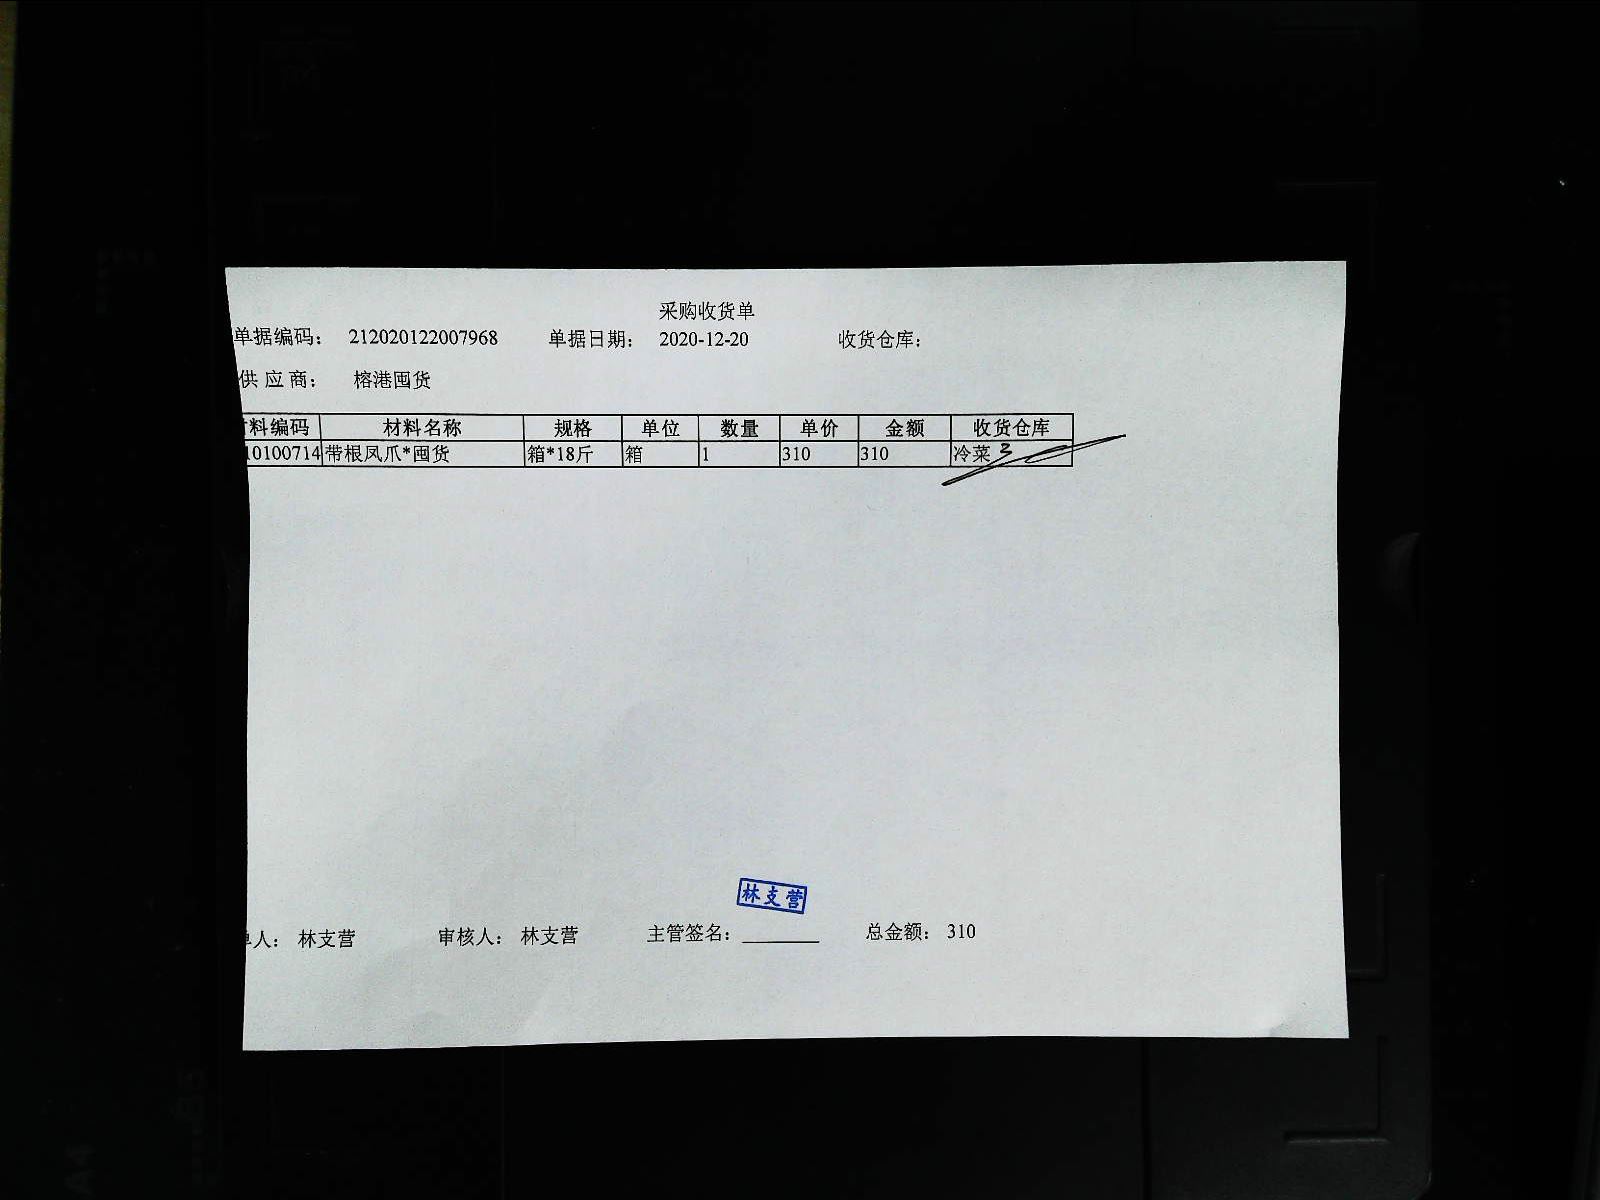 采购收货单
单据编码： 212020122007968 单据日期： 2020-12-20 收货仓库：
供 应 商： 榕港囤货
料编码 材料名称 规格 单位 数量 单价 金额 收货仓库
10100714 带根凤爪*囤货 箱*18斤 箱 1 310 310 冷菜
林支营
单人： 林支营 审核人： 林支营 主管签名： 总金额： 310